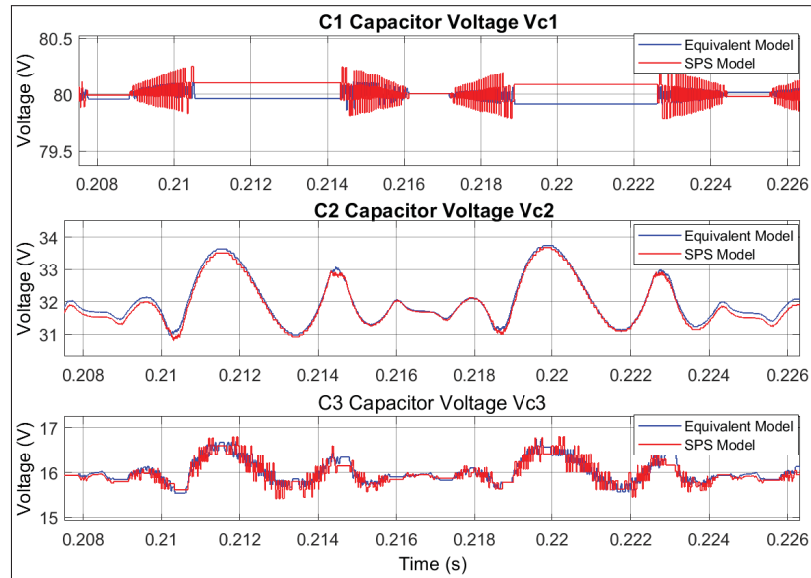 C1 Capacitor Voltage Vc1
80.5
80
79.5
Voltage (V)
Equivalent Model
SPS Model
0.208 0.21 0.212 0.214 0.216 0.218 0.22 0.222 0.224 0.226
C2 Capacitor Voltage Vc2
34
33
32
31
Voltage (V)
Equivalent Model
SPS Model
0.208 0.21 0.212 0.214 0.216 0.218 0.22 0.222 0.224 0.226
C3 Capacitor Voltage Vc3
17
16
15
Voltage (V)
Equivalent Model
SPS Model
0.208 0.21 0.212 0.214 0.216 0.218 0.22 0.222 0.224 0.226
Time (s)